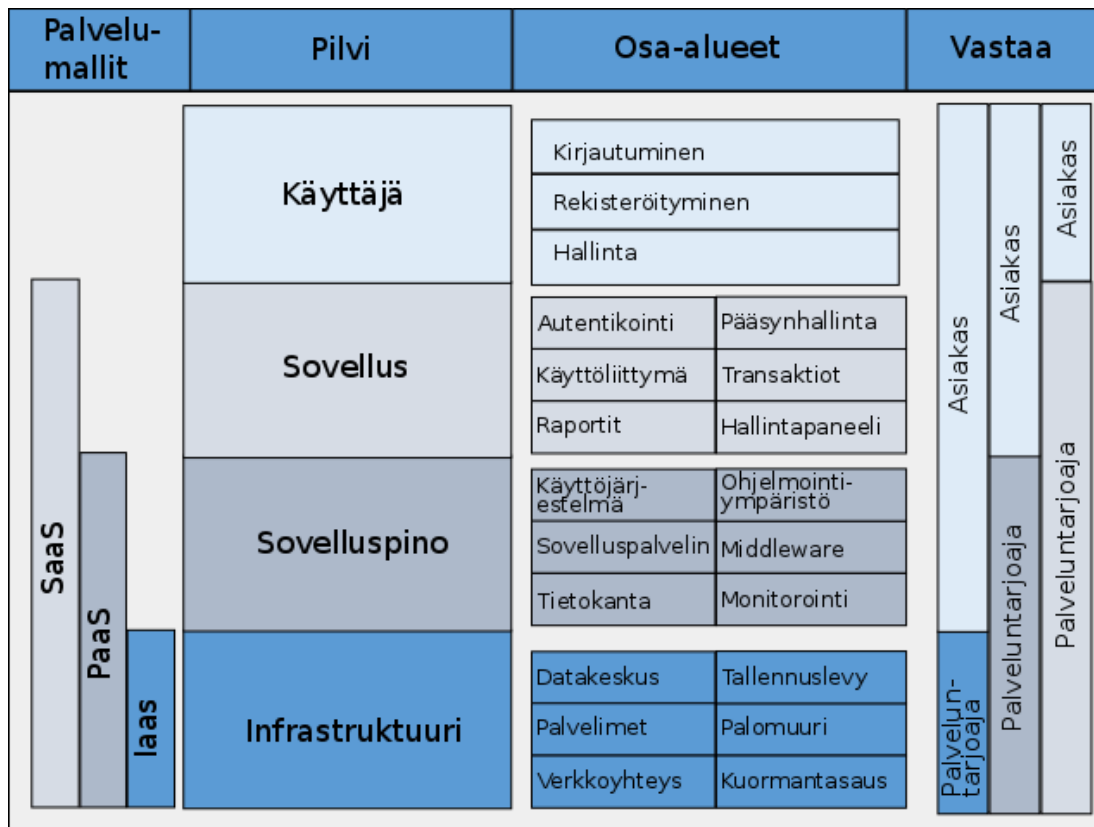 Palvelu-
mallit
Pilvi
Osa-alueet
Vastaa
Käyttäjä
Kirjautuminen
Rekisteröityminen
Hallinta
Sovellus
Autentikointi
Pääsynhallinta
Käyttöliittymä
Transaktiot
Raportit
Hallintapaneeli
Sovelluspino
Käyttöjärj-
estelmä
Ohjelmointi-
ympäristö
Sovelluspalvelin
Middleware
Tietokanta
Monitorointi
Infrastruktuuri
Datakeskus
Tallennuslevy
Palvelimet
Palomuuri
Verkkoyhteys
Kuormantasaus
SaaS
PaaS
Iaas
Asiakas
Palvelun-
tarjoaja
Asiakas
Palveluntarjoaja
Asiakas
Palveluntarjoaja